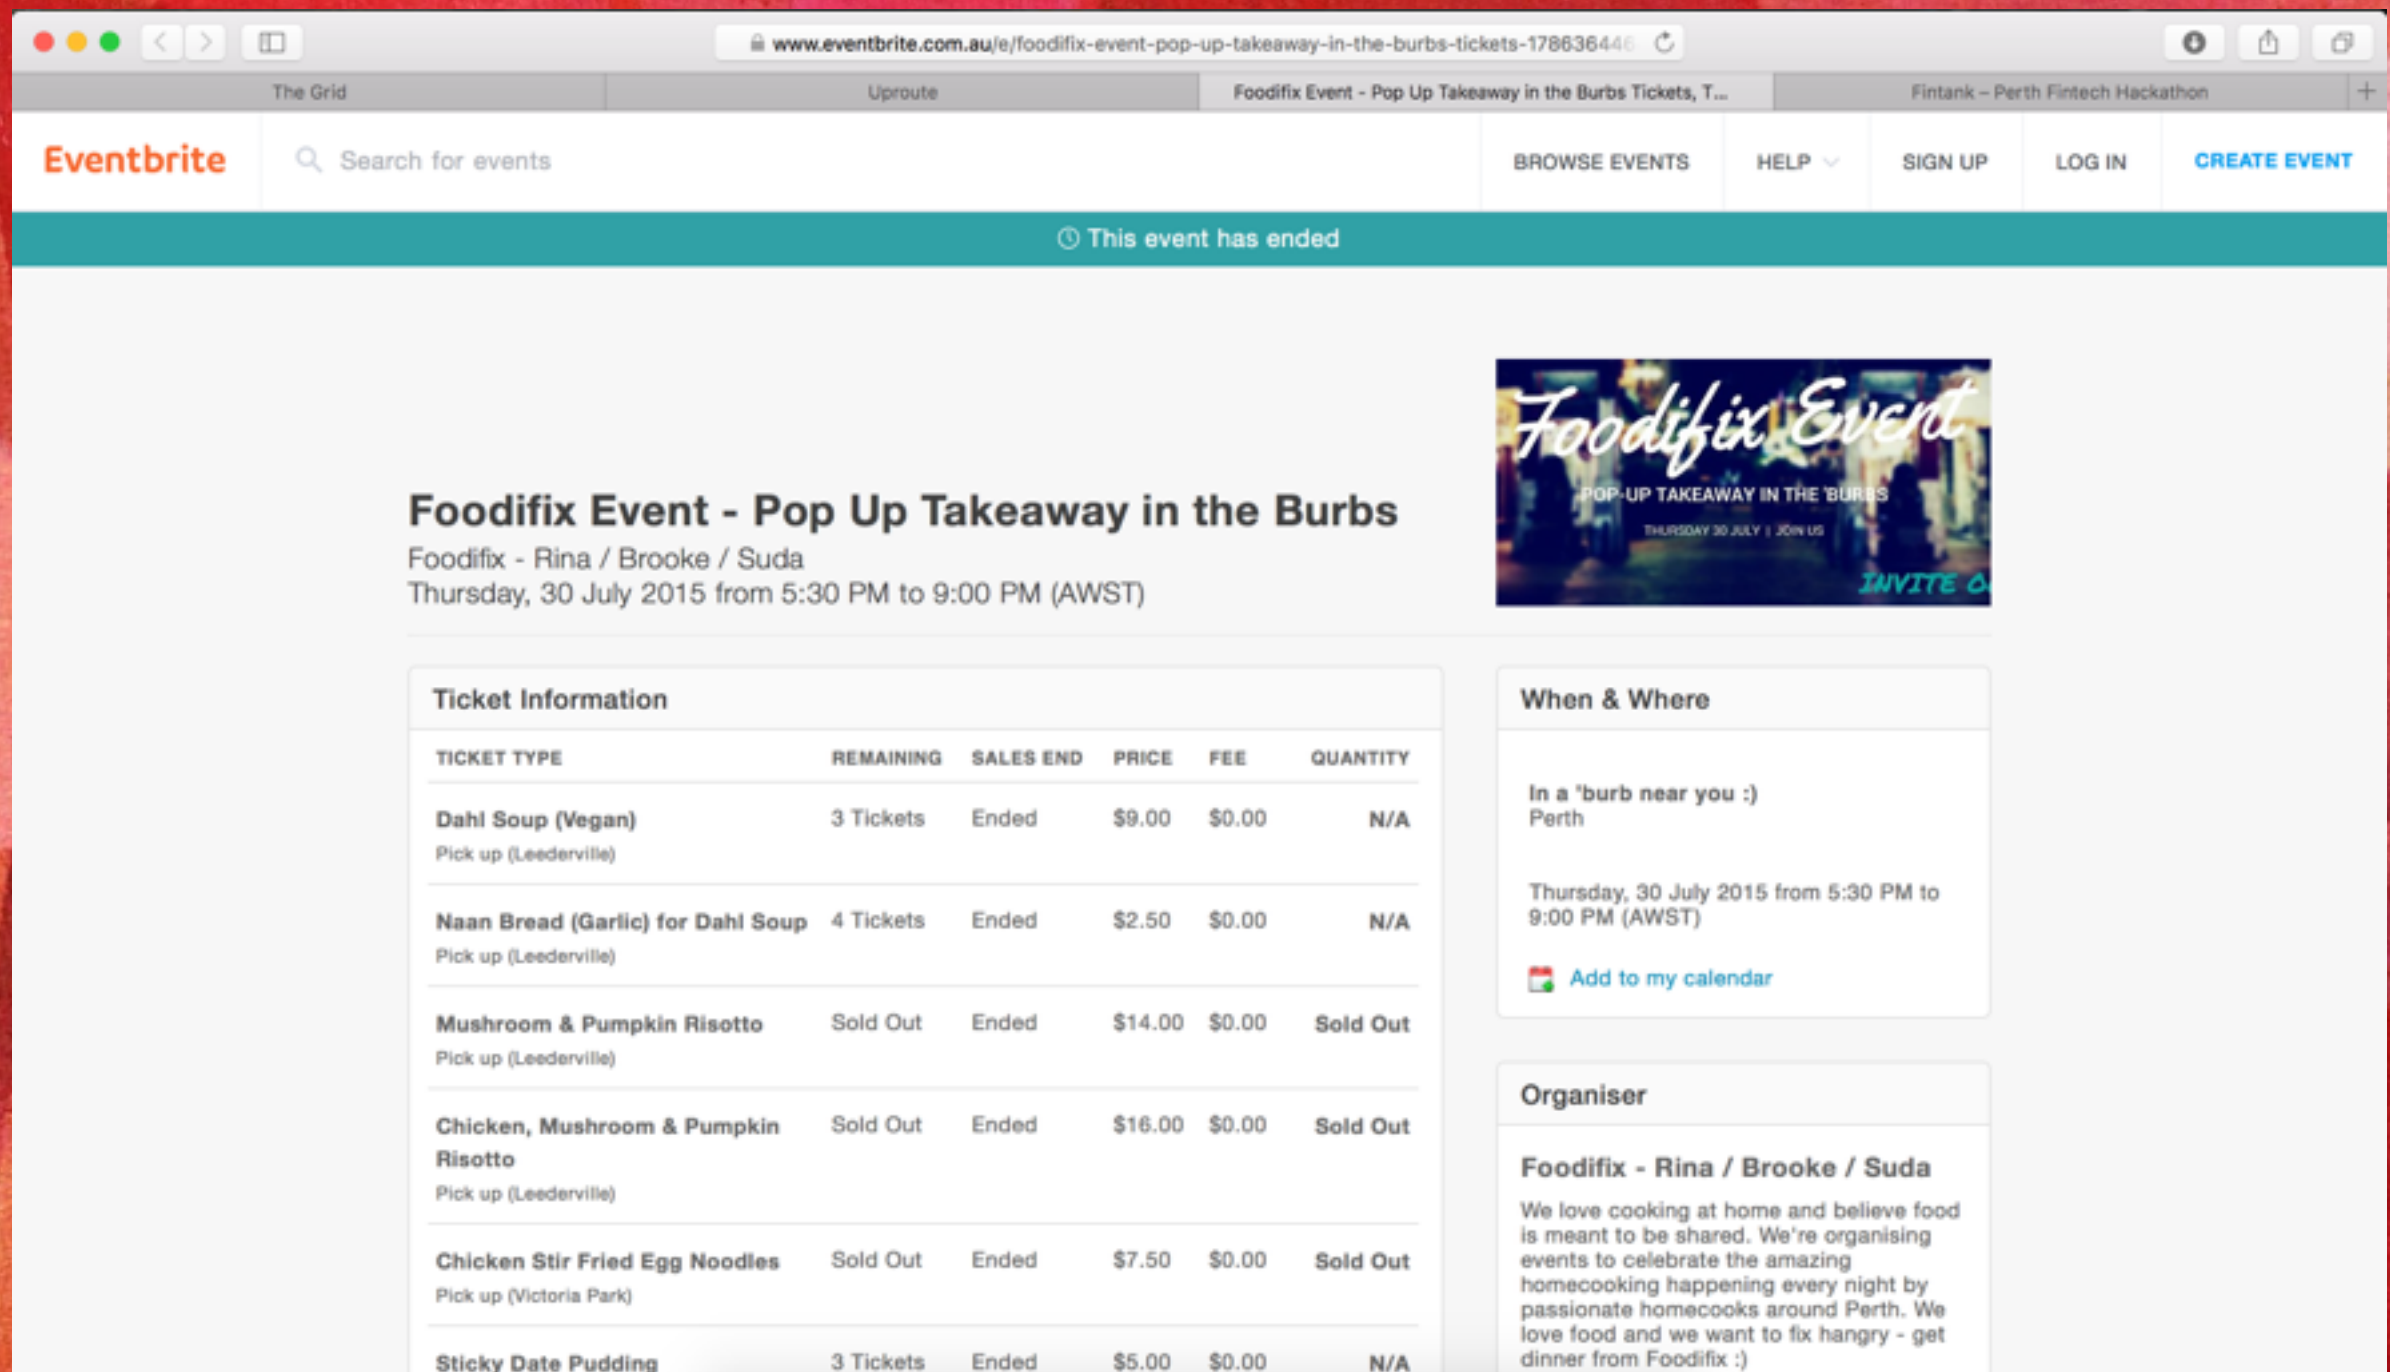 www.eventbrite.com.au/e/foodifix-event-pop-up-takeaway-in-the-burbs-tickets-178636446
The Grid
Uproute
Foodifix Event - Pop Up Takeaway in the Burbs Tickets, T...
Fintank – Perth Fintech Hackathon
Eventbrite
Search for events
BROWSE EVENTS
HELP
SIGN UP
LOG IN
CREATE EVENT
This event has ended
Foodifix Event
POP-UP TAKEAWAY IN THE 'BURBS
THURSDAY 30 JULY | JOIN US
INVITE
Foodifix Event - Pop Up Takeaway in the Burbs
Foodifix - Rina / Brooke / Suda
Thursday, 30 July 2015 from 5:30 PM to 9:00 PM (AWST)
Ticket Information
TICKET TYPE REMAINING SALES END PRICE FEE QUANTITY
Dahl Soup (Vegan) 3 Tickets Ended $9.00 $0.00 N/A
Pick up (Leederville)
Naan Bread (Garlic) for Dahl Soup 4 Tickets Ended $2.50 $0.00 N/A
Pick up (Leederville)
Mushroom & Pumpkin Risotto Sold Out Ended $14.00 $0.00 Sold Out
Pick up (Leederville)
Chicken, Mushroom & Pumpkin Sold Out Ended $16.00 $0.00 Sold Out
Risotto
Pick up (Leederville)
Chicken Stir Fried Egg Noodles Sold Out Ended $7.50 $0.00 Sold Out
Pick up (Victoria Park)
Sticky Date Pudding 3 Tickets Ended $5.00 $0.00 N/A
When & Where
In a 'burb near you :)
Perth
Thursday, 30 July 2015 from 5:30 PM to
9:00 PM (AWST)
Add to my calendar
Organiser
Foodifix - Rina / Brooke / Suda
We love cooking at home and believe food
is meant to be shared. We're organising
events to celebrate the amazing
homecooking happening every night by
passionate homecooks around Perth. We
love food and we want to fix hangry - get
dinner from Foodifix :)